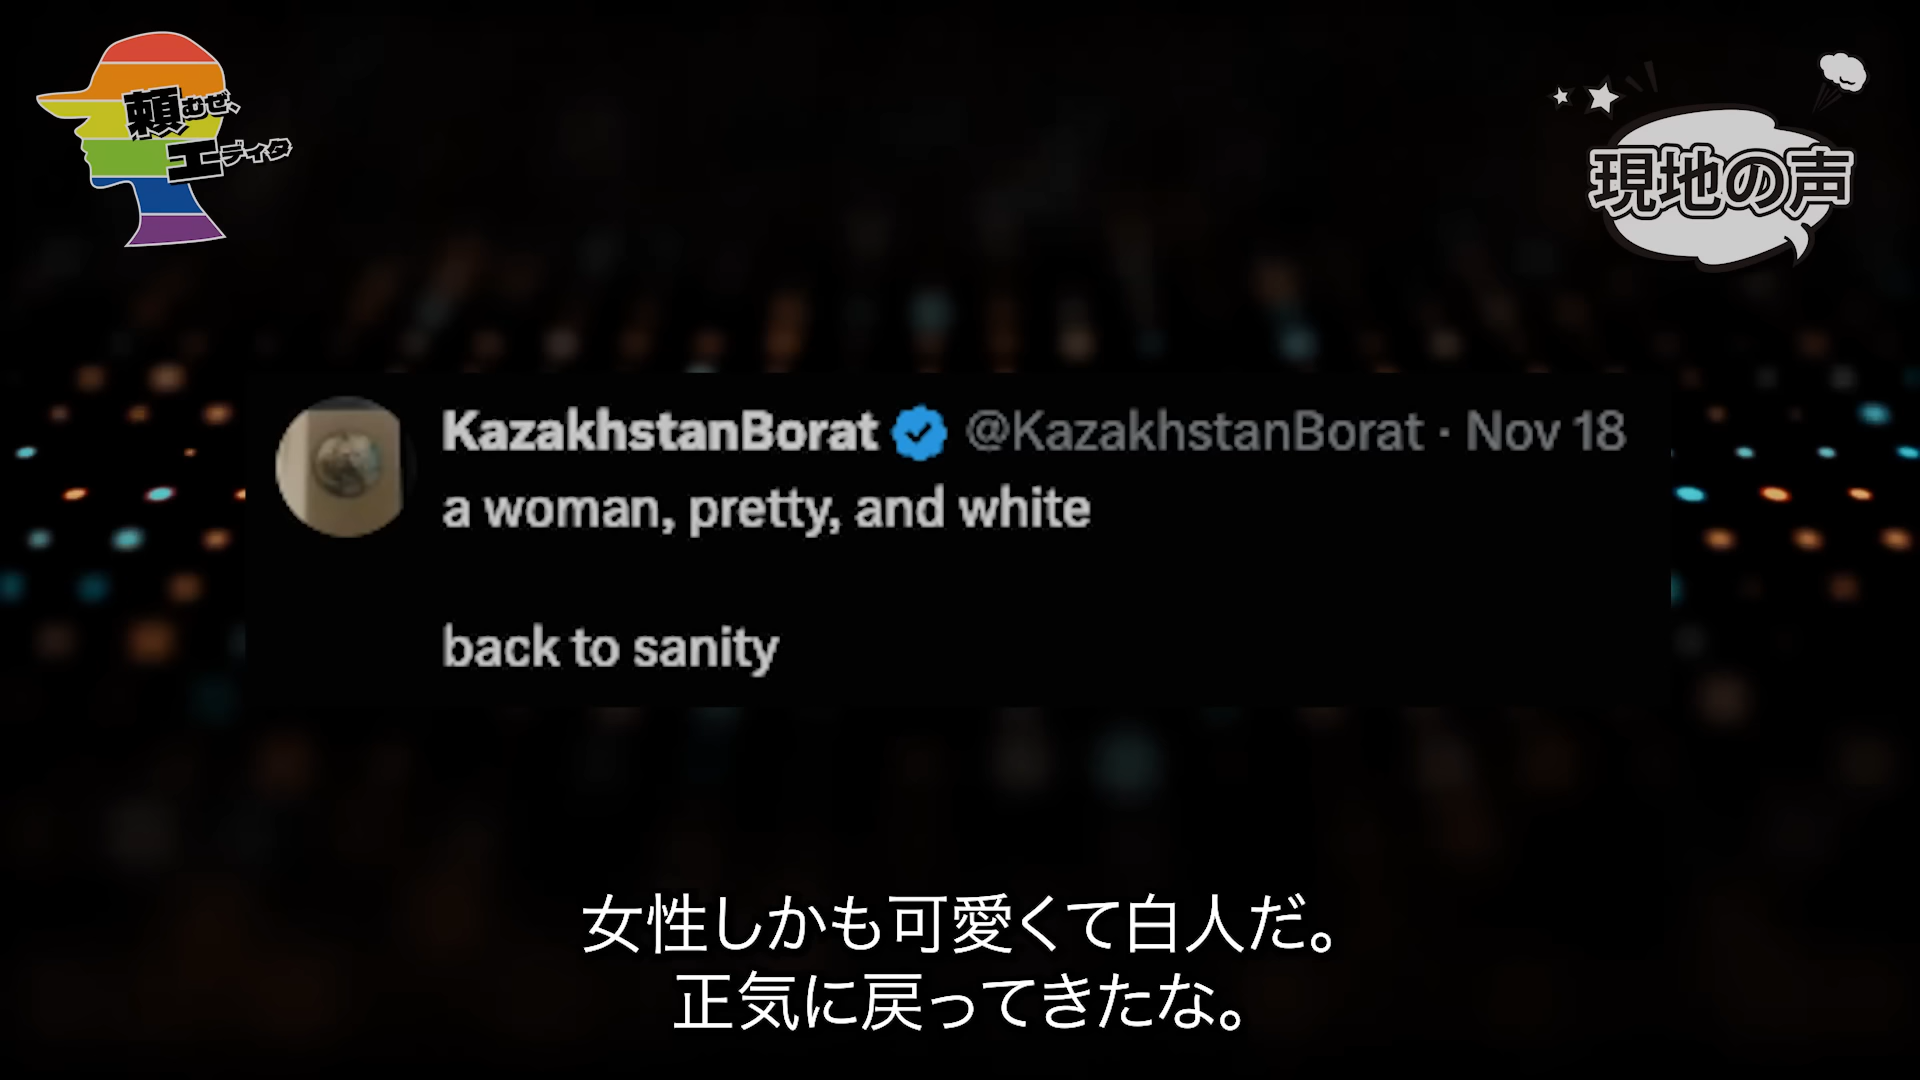 頼むぜ、
エディタ
現地の声
KazakhstanBorat @KazakhstanBorat · Nov 18
a woman, pretty, and white
back to sanity
女性しかも可愛くて白人だ。
正気に戻ってきたな。